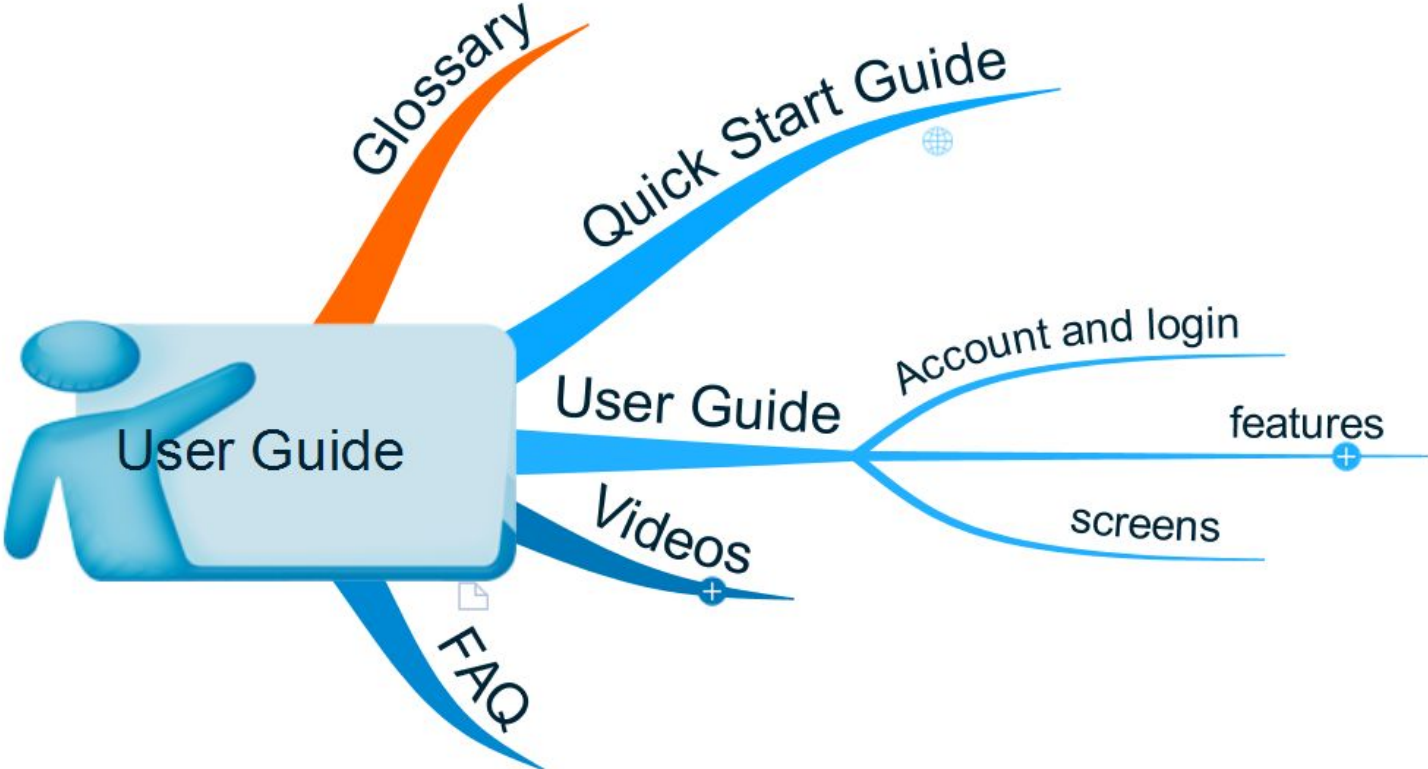 Glossary
Quick Start Guide
User Guide
User Guide
Account and login
features
screens
Videos
FAQ